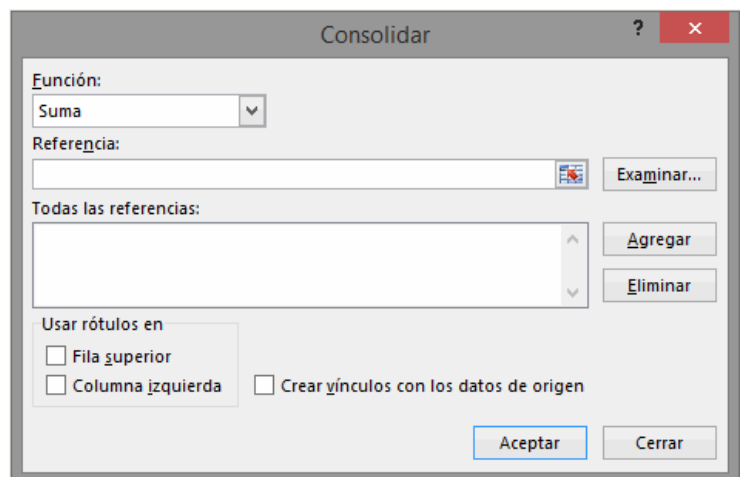 Consolidar ? ×
Función:
Suma
Referencia:
Examinar...
Todas las referencias:
Agregar
Eliminar
Usar rótulos en
Fila superior
Columna izquierda Crear vínculos con los datos de origen
Aceptar Cerrar